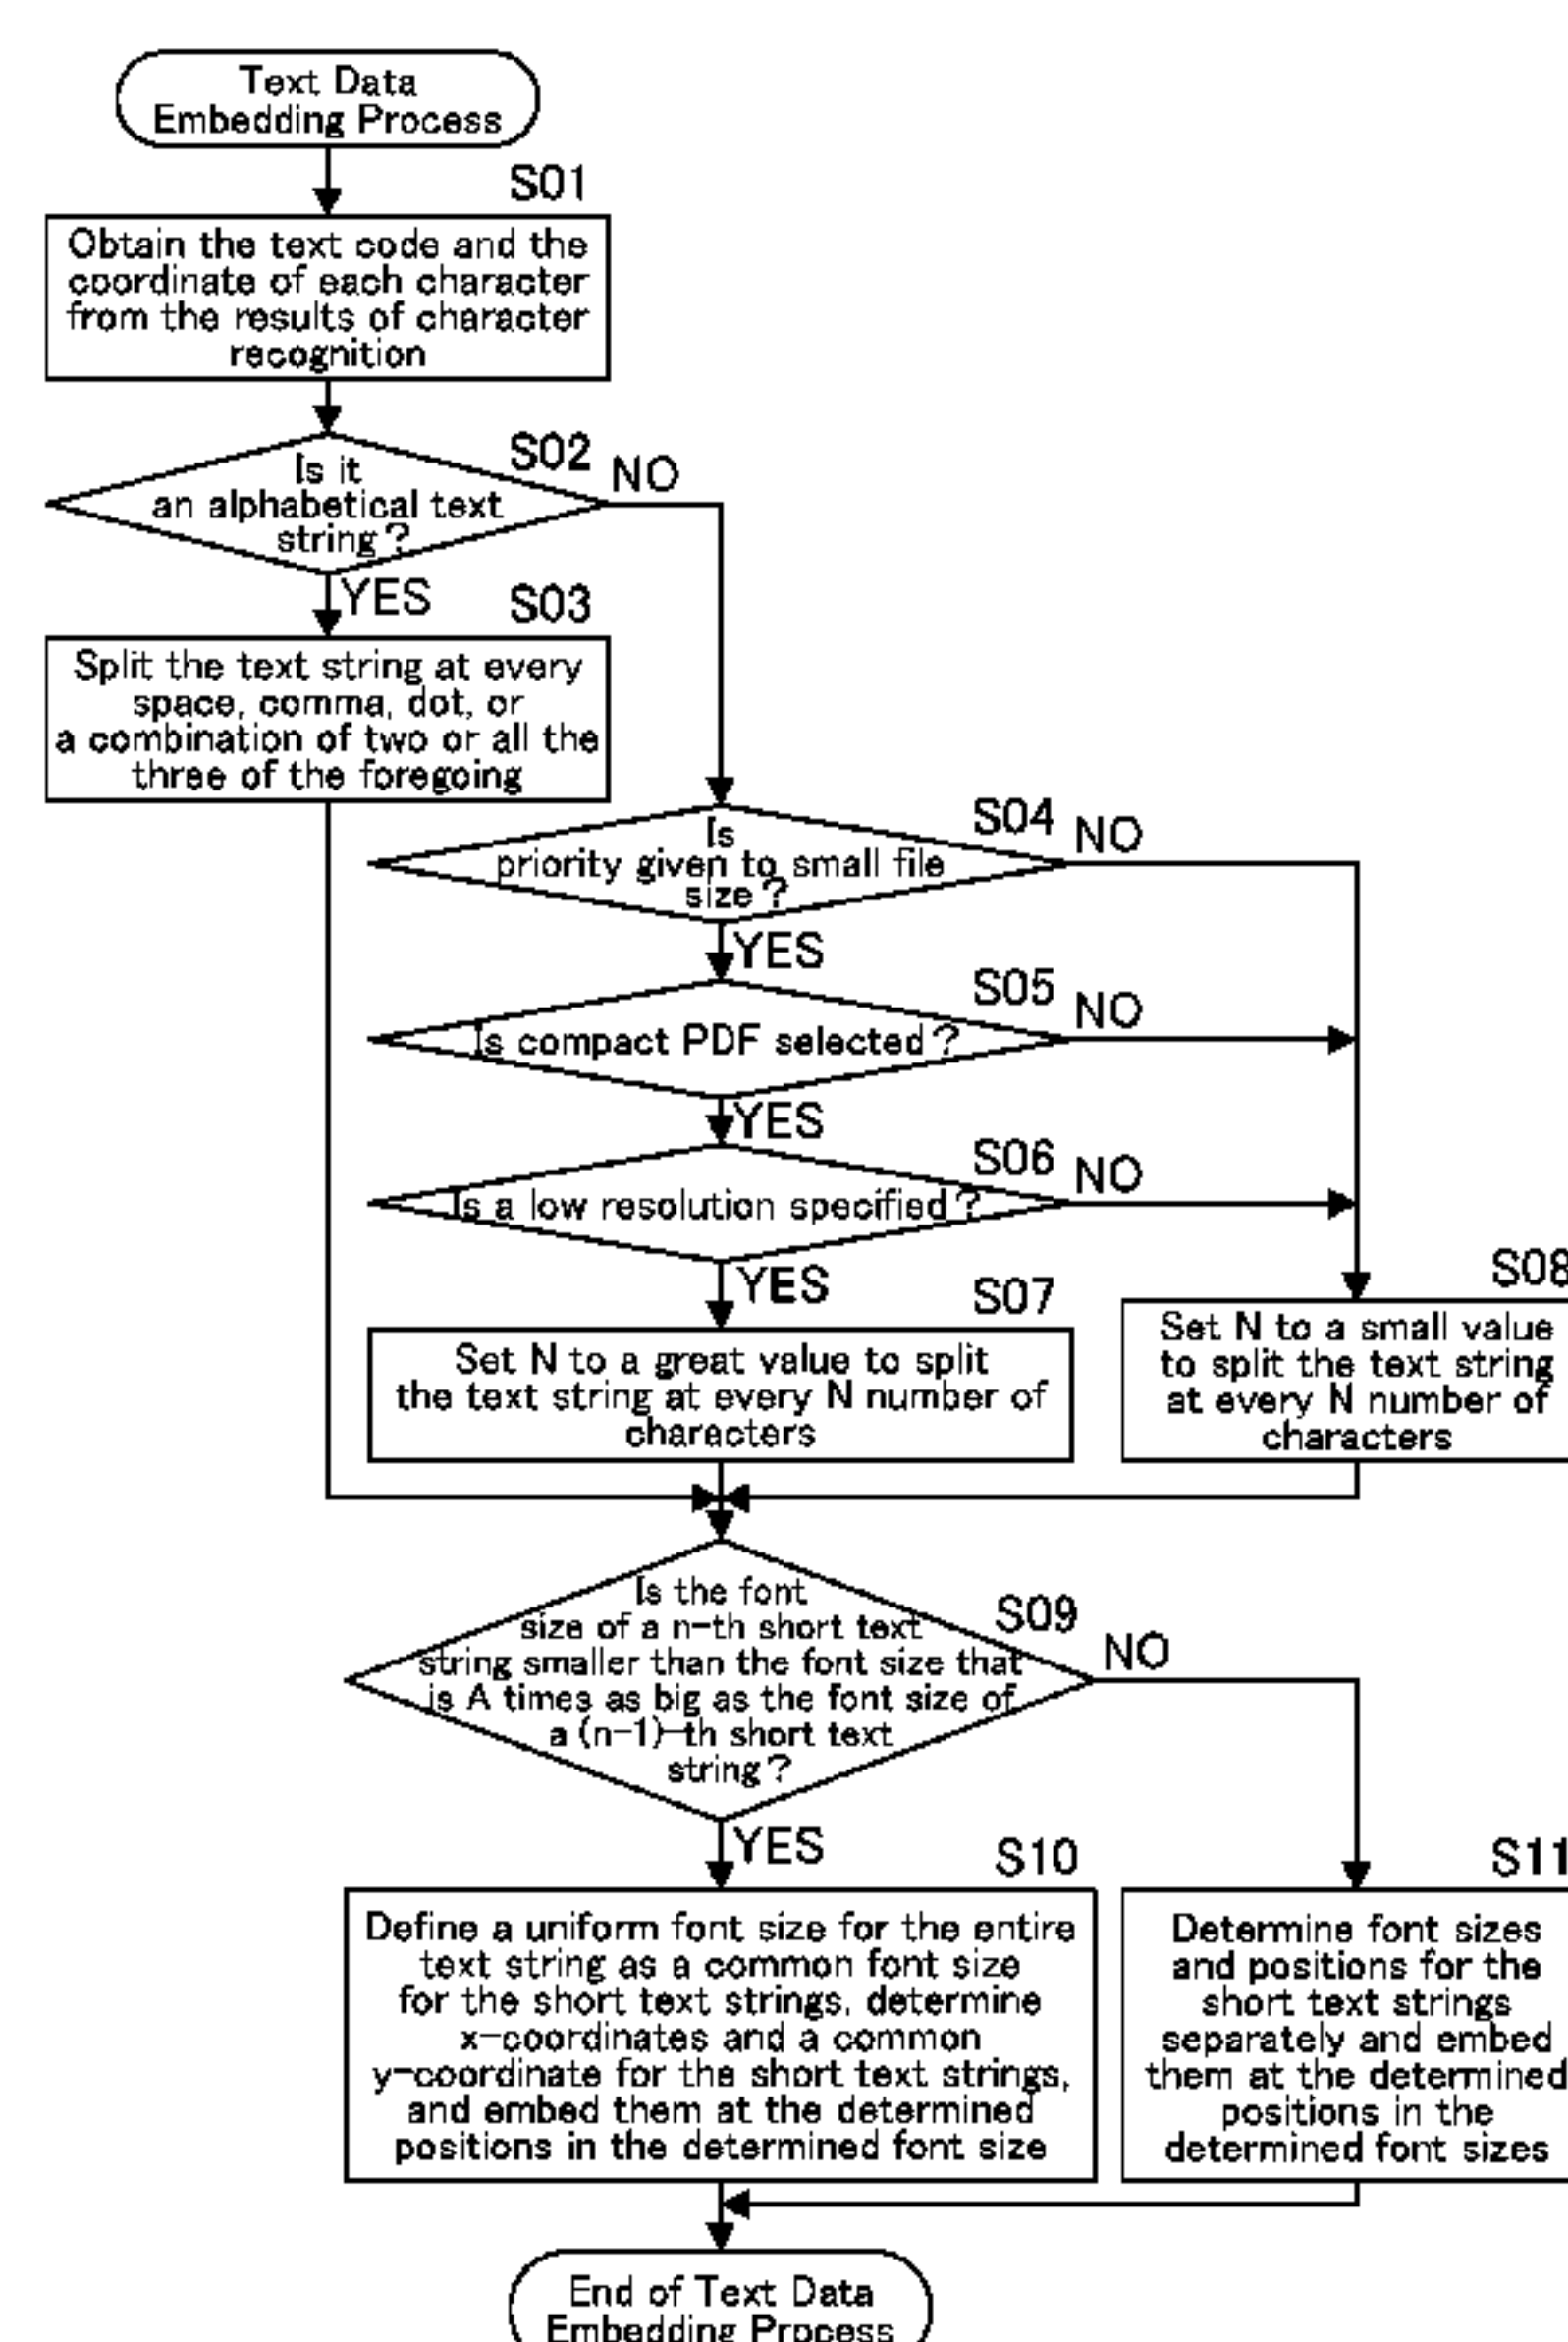 Text Data
Embedding Process
S01
Obtain the text code and the
coordinate of each character
from the results of character
recognition
S02
NO
Is it
an alphabetical text
string?
YES
S03
Split the text string at every
space, comma, dot, or
a combination of two or all the
three of the foregoing
S04
NO
Is
priority given to small file
size?
YES
S05
NO
Is compact PDF selected?
YES
S06
NO
Is a low resolution specified?
YES
S07
Set N to a great value to split
the text string at every N number of
characters
S08
Set N to a small value
to split the text string
at every N number of
characters
S09
NO
Is the font
size of a n-th short text
string smaller than the font size that
is A times as big as the font size of
a (n-1)-th short text
string?
YES
S10
Define a uniform font size for the entire
text string as a common font size
for the short text strings, determine
x-coordinates and a common
y-coordinate for the short text strings,
and embed them at the determined
positions in the determined font size
S11
Determine font sizes
and positions for the
short text strings
separately and embed
them at the determined
positions in the
determined font sizes
End of Text Data
Embedding Process